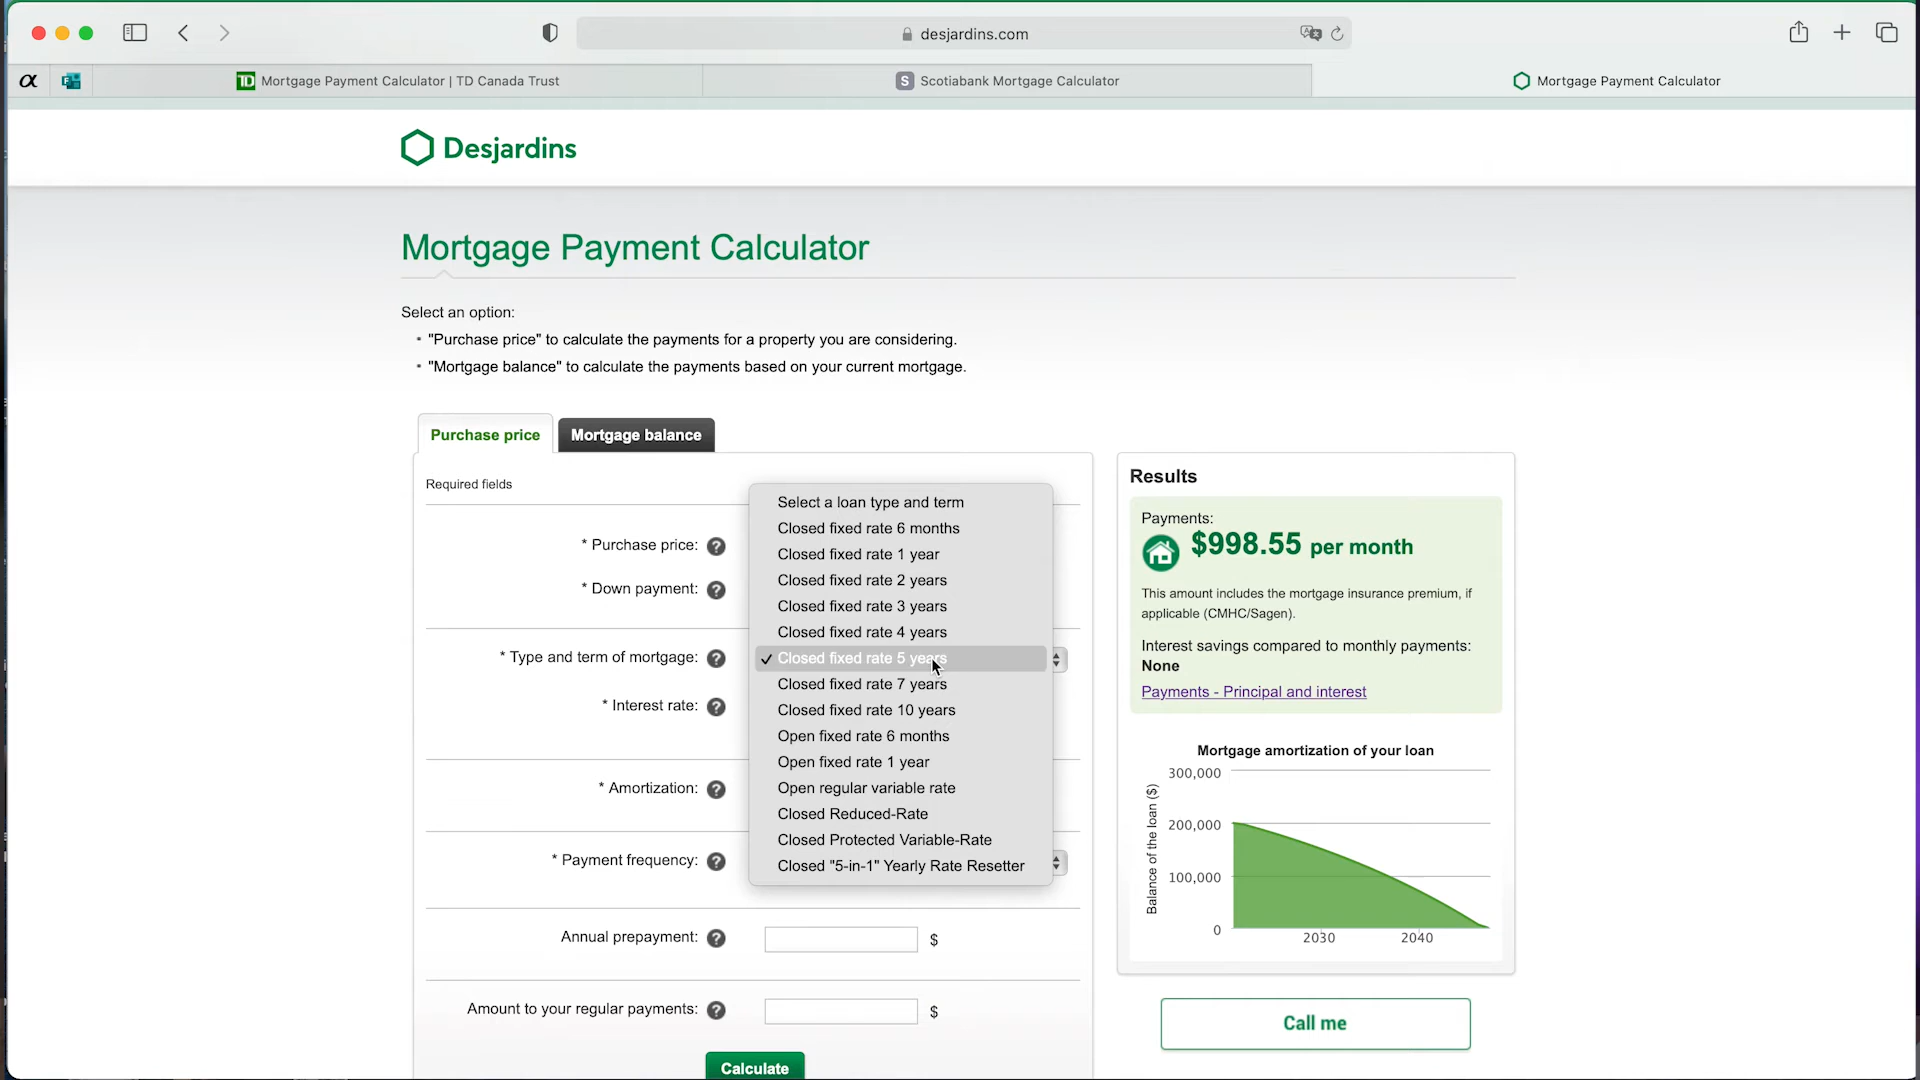 desjardins.com
α
TD Mortgage Payment Calculator | TD Canada Trust
S Scotiabank Mortgage Calculator
Mortgage Payment Calculator
Desjardins
Mortgage Payment Calculator
Select an option:
• "Purchase price" to calculate the payments for a property you are considering.
• "Mortgage balance" to calculate the payments based on your current mortgage.
Purchase price
Mortgage balance
Required fields
* Purchase price: ?
* Down payment: ?
* Type and term of mortgage: ?
* Interest rate: ?
* Amortization: ?
* Payment frequency: ?
Annual prepayment: ? $
Amount to your regular payments: ? $
Calculate
Select a loan type and term
Closed fixed rate 6 months
Closed fixed rate 1 year
Closed fixed rate 2 years
Closed fixed rate 3 years
Closed fixed rate 4 years
✓ Closed fixed rate 5 years
Closed fixed rate 7 years
Closed fixed rate 10 years
Open fixed rate 6 months
Open fixed rate 1 year
Open regular variable rate
Closed Reduced-Rate
Closed Protected Variable-Rate
Closed "5-in-1" Yearly Rate Resetter
Results
Payments:
$998.55 per month
This amount includes the mortgage insurance premium, if
applicable (CMHC/Sagen).
Interest savings compared to monthly payments:
None
Payments - Principal and interest
Mortgage amortization of your loan
Balance of the loan ($)
300,000
200,000
100,000
0
2030 2040
Call me